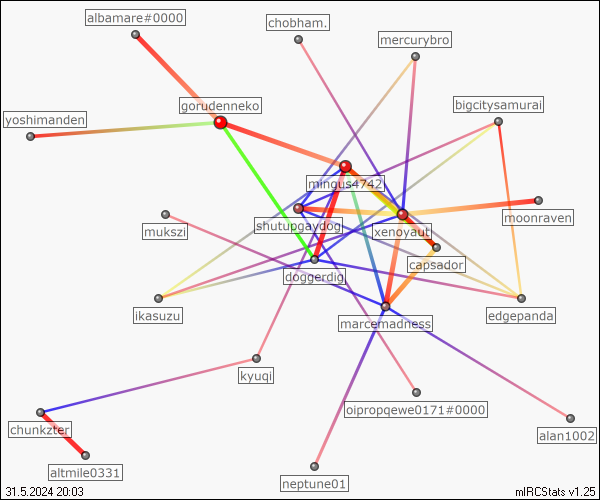 albamare#0000
chobham.
mercurybro
gorudenneko
bigcitysamurai
yoshimanden
mingus4742
mukszi
shutupgaydog
xenoyaut
moonraven
capsador
doggerdig
ikasuzu
marcemadness
edgepanda
kyuqi
oipropqewe0171#0000
chunkzter
alan1002
altmile0331
neptune01
31.5.2024 20:03
mIRCStats v1.25